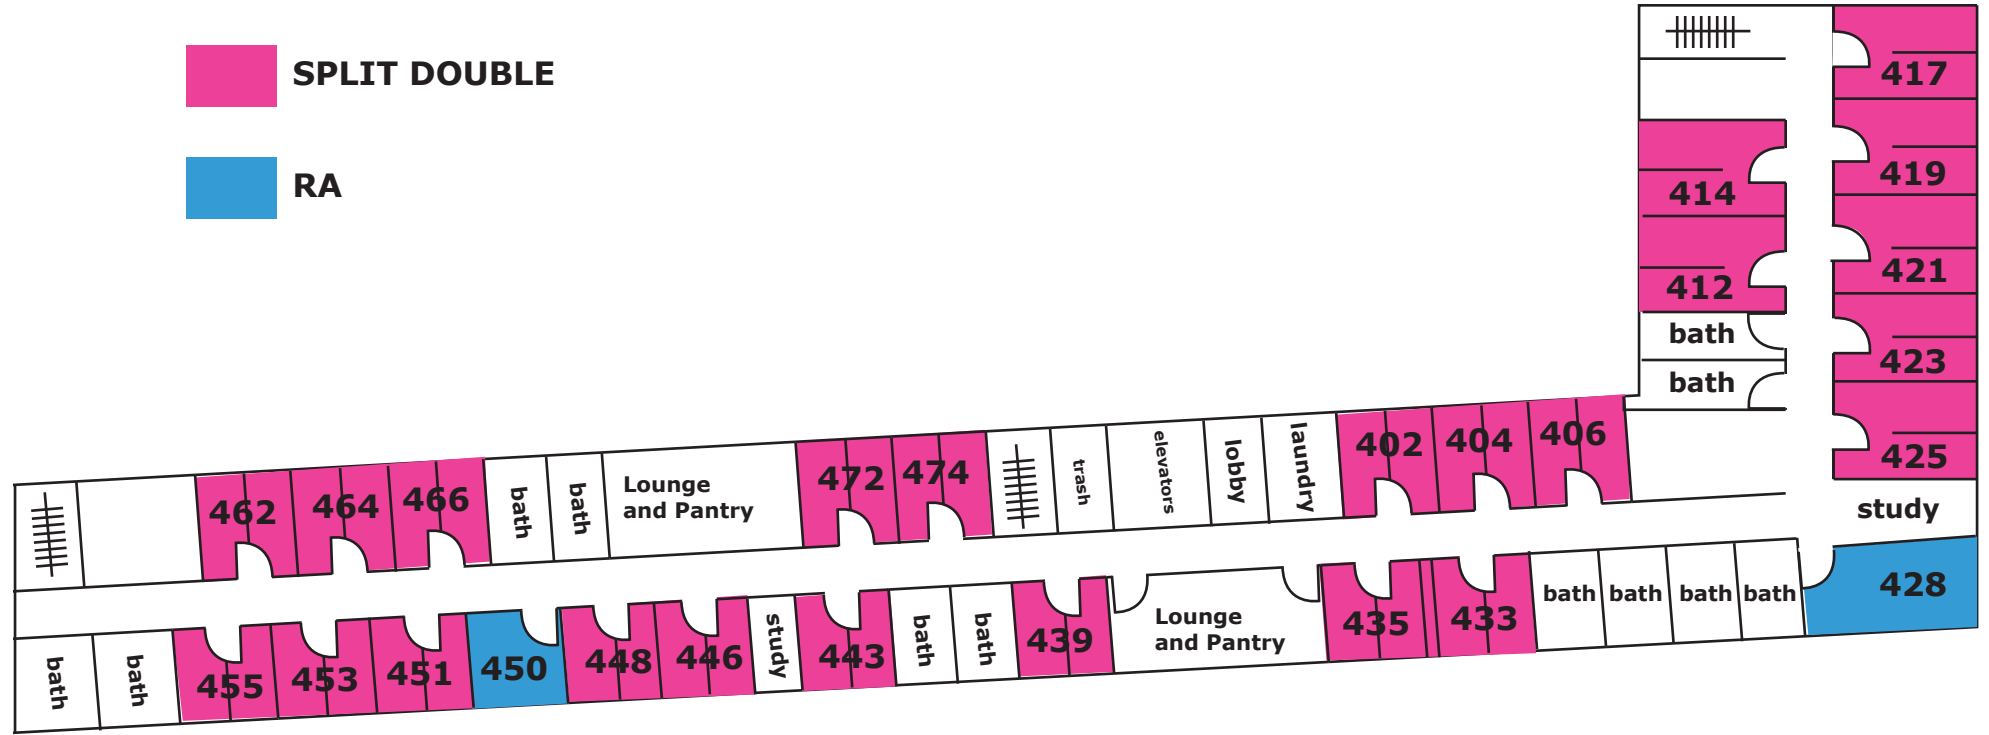 SPLIT DOUBLE
RA
417
419
414
421
412
bath
423
bath
425
study
428
462
464
466
bath
bath
Lounge
and Pantry
472
474
trash
elevators
lobby
laundry
402
404
406
bath
bath
455
453
451
450
448
446
study
443
bath
bath
439
Lounge
and Pantry
435
433
bath
bath
bath
bath